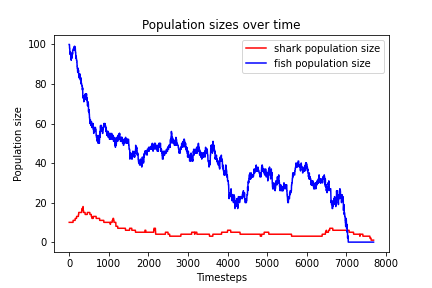 Population sizes over time
shark population size
fish population size
Population size
100
80
60
40
20
0
0 1000 2000 3000 4000 5000 6000 7000 8000
Timesteps